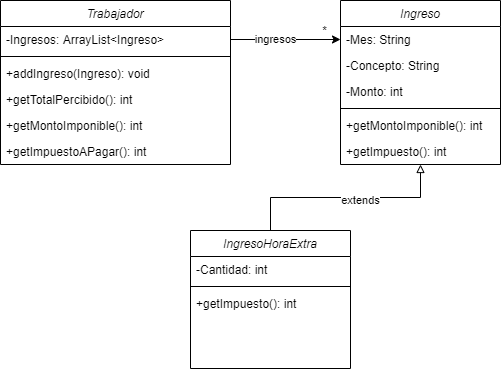 Trabajador
-Ingresos: ArrayList<Ingreso>
+addIngreso(Ingreso): void
+getTotalPercibido(): int
+getMontoImponible(): int
+getImpuestoAPagar(): int
ingresos
*
Ingreso
-Mes: String
-Concepto: String
-Monto: int
+getMontoImponible(): int
+getImpuesto(): int
extends
IngresoHoraExtra
-Cantidad: int
+getImpuesto(): int